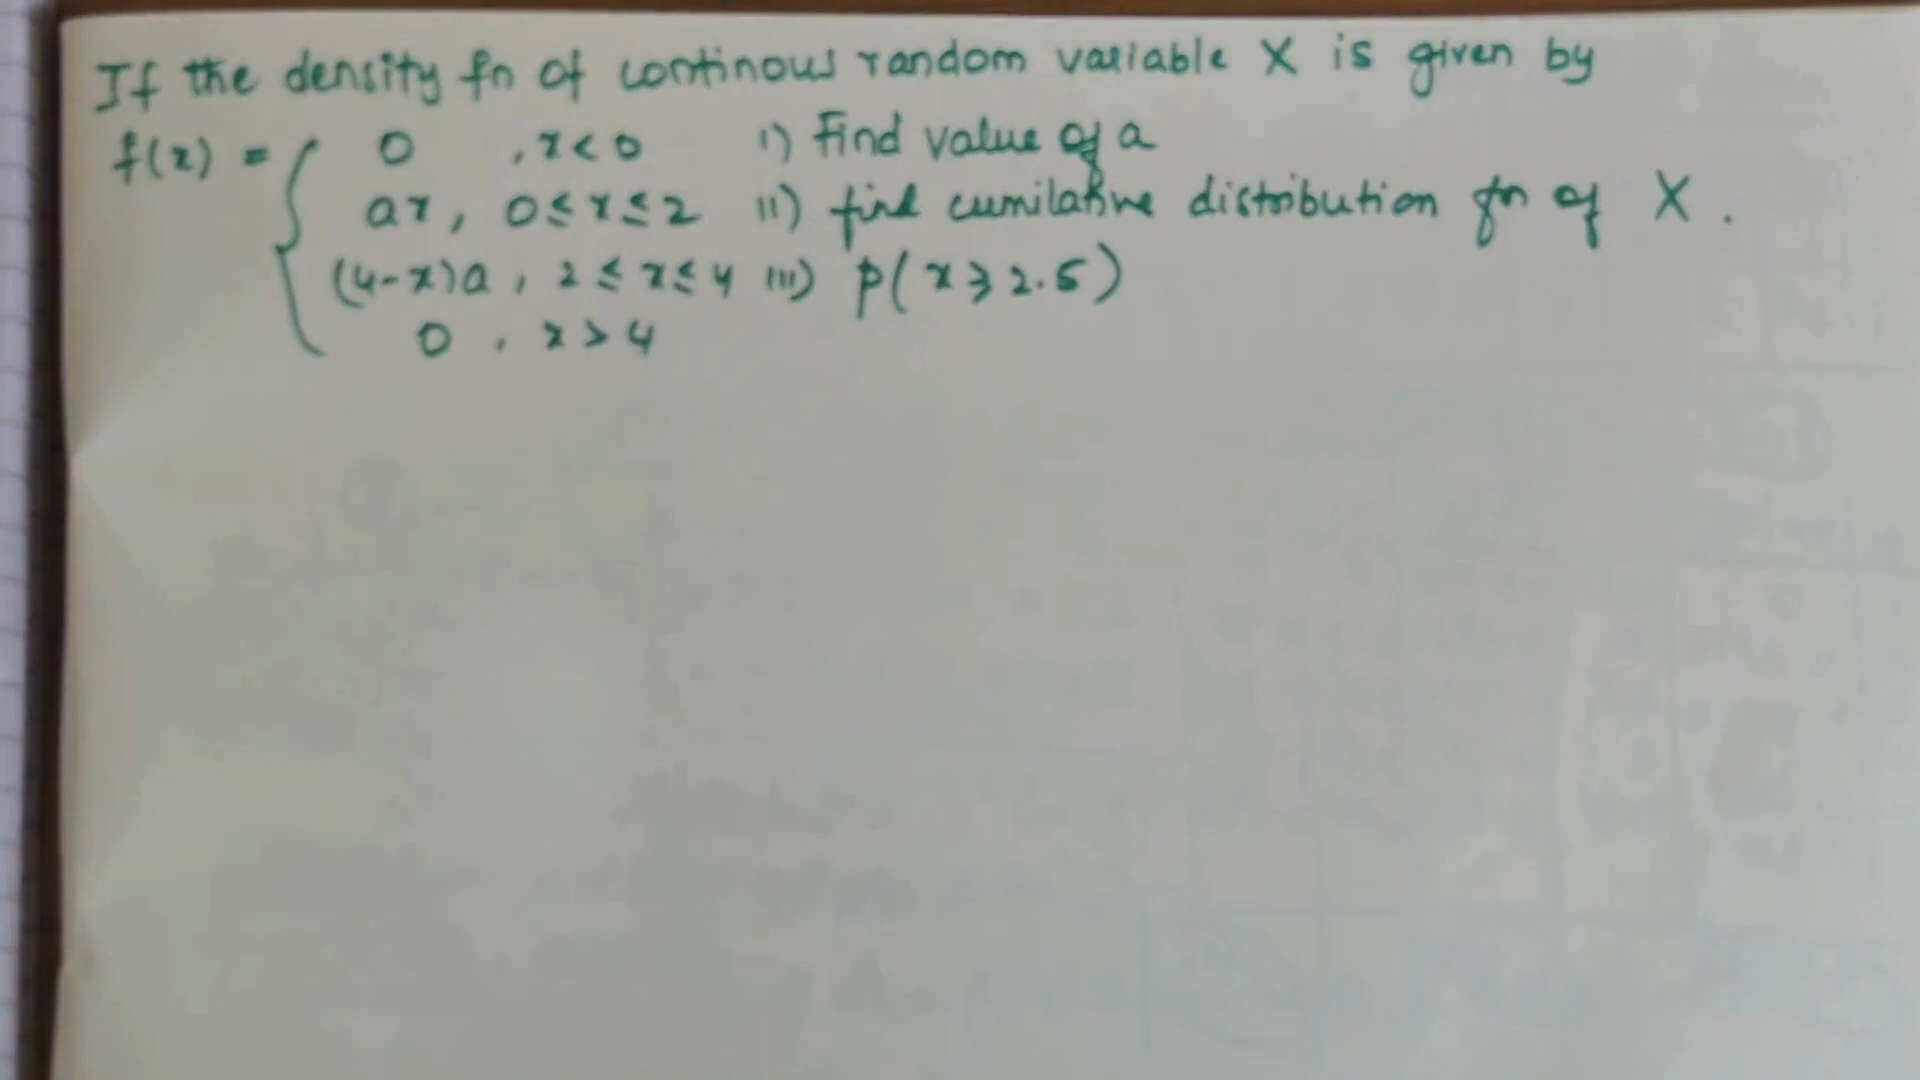 If the density fn of continous random variable X is given by
f(x) = { 0 , x < 0 i) Find value of a
ax , 0 ≤ x ≤ 2 ii) find cumilative distribution fn of X .
(4-x)a , 2 ≤ x ≤ 4 iii) p( x ≥ 2.5 )
0 , x > 4